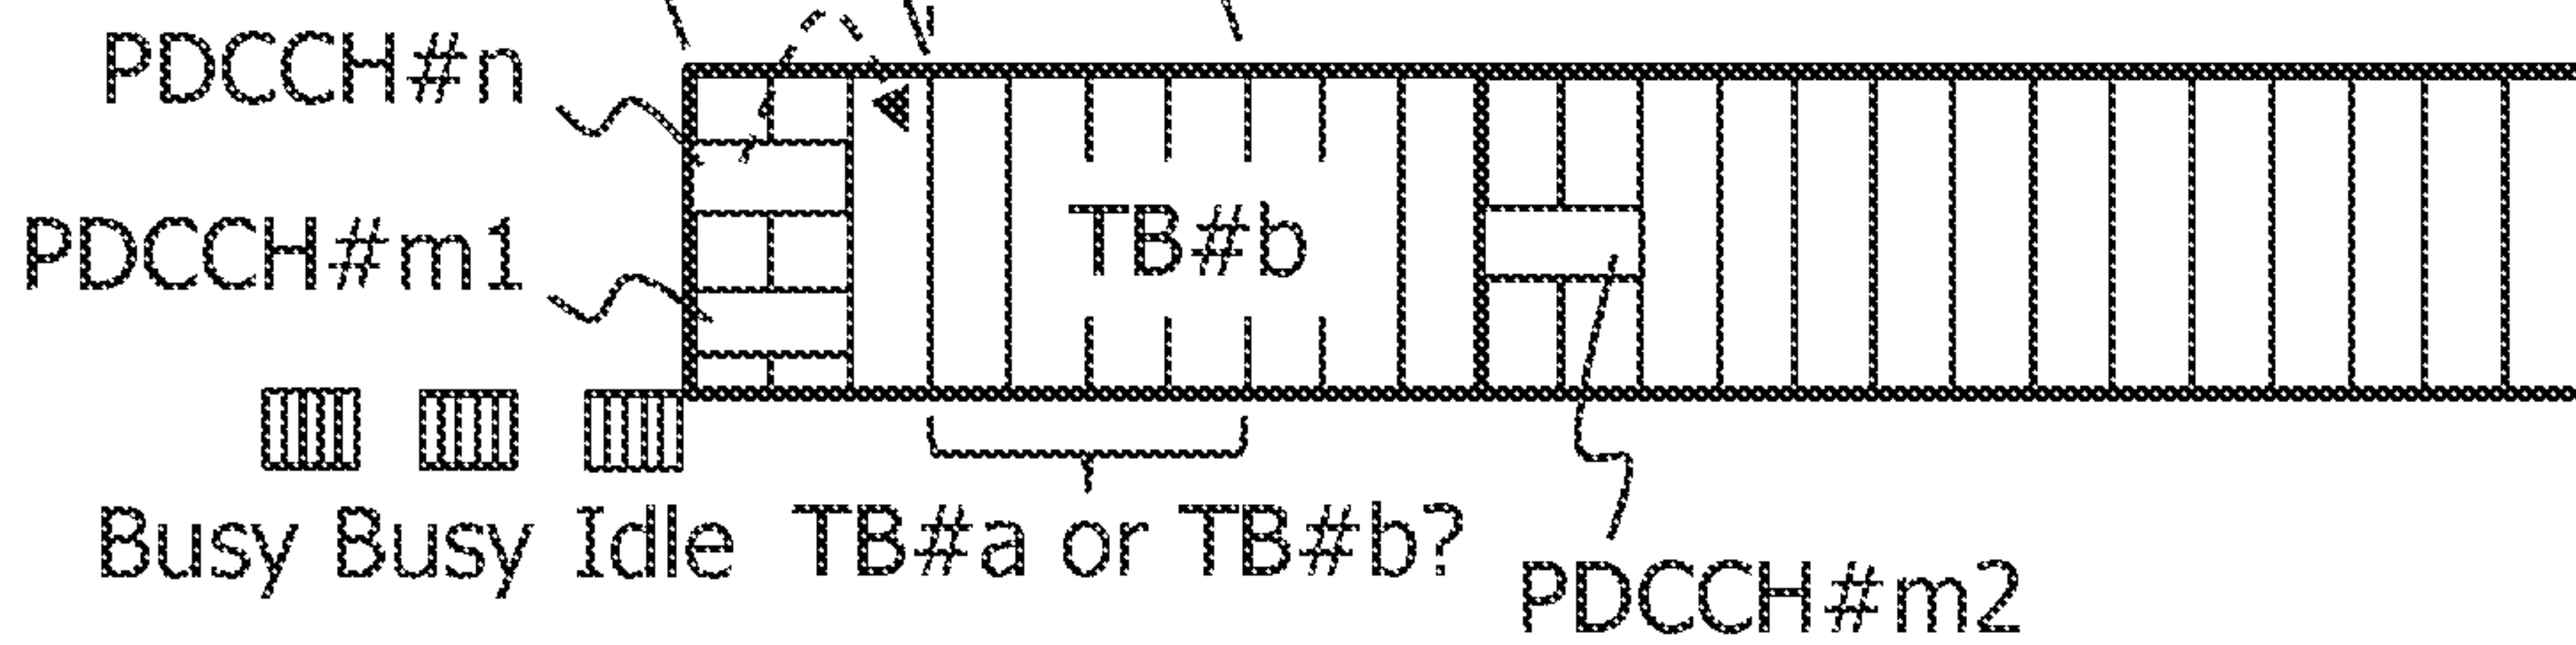 PDCCH#n
PDCCH#m1
TB#b
Busy Busy Idle TB#a or TB#b?
PDCCH#m2